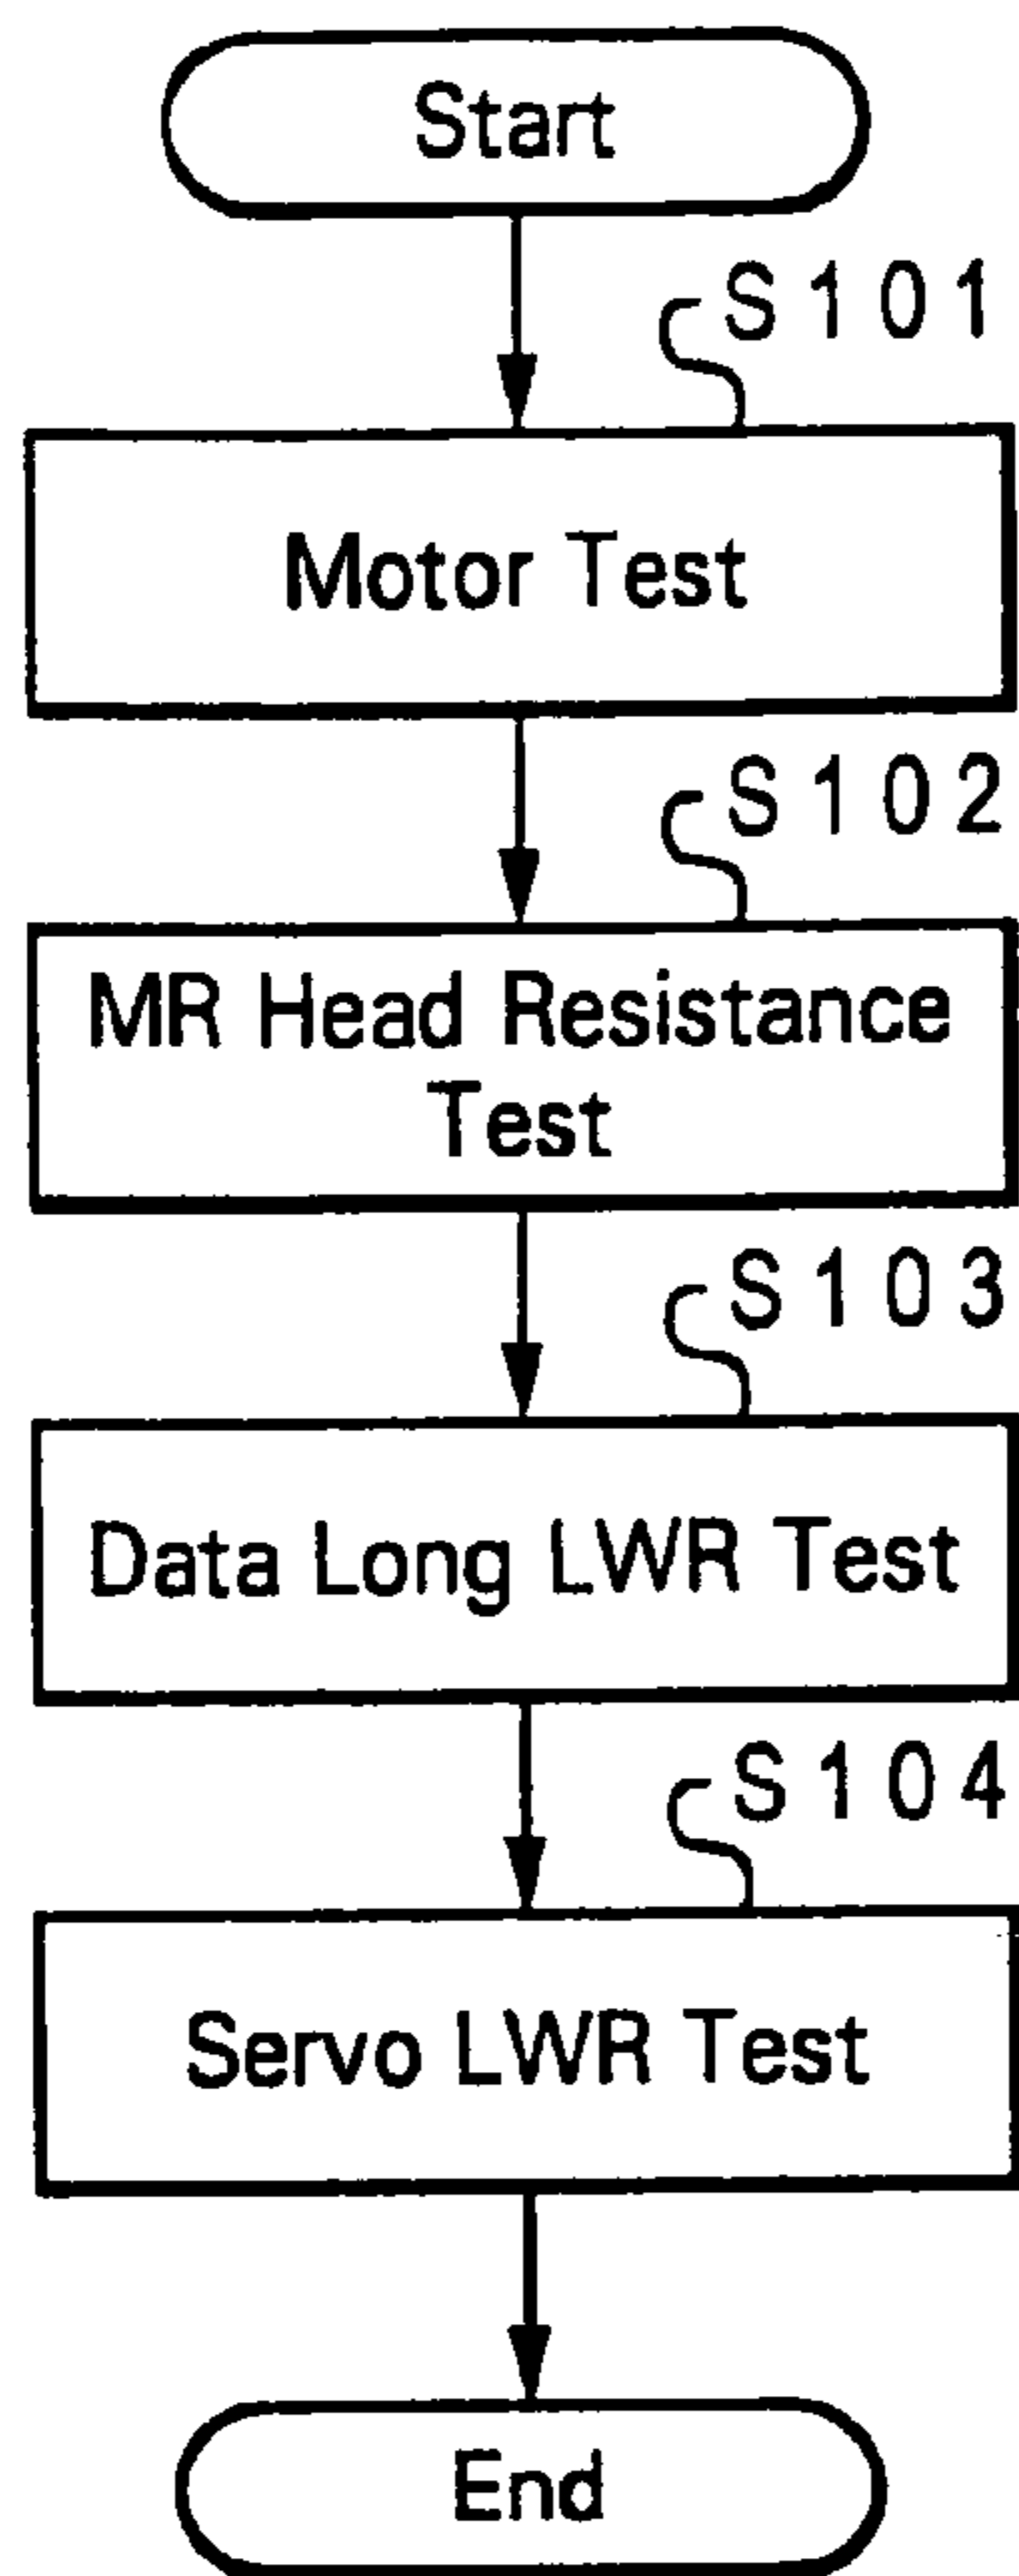 Start
S101
Motor Test
S102
MR Head Resistance
Test
S103
Data Long LWR Test
S104
Servo LWR Test
End